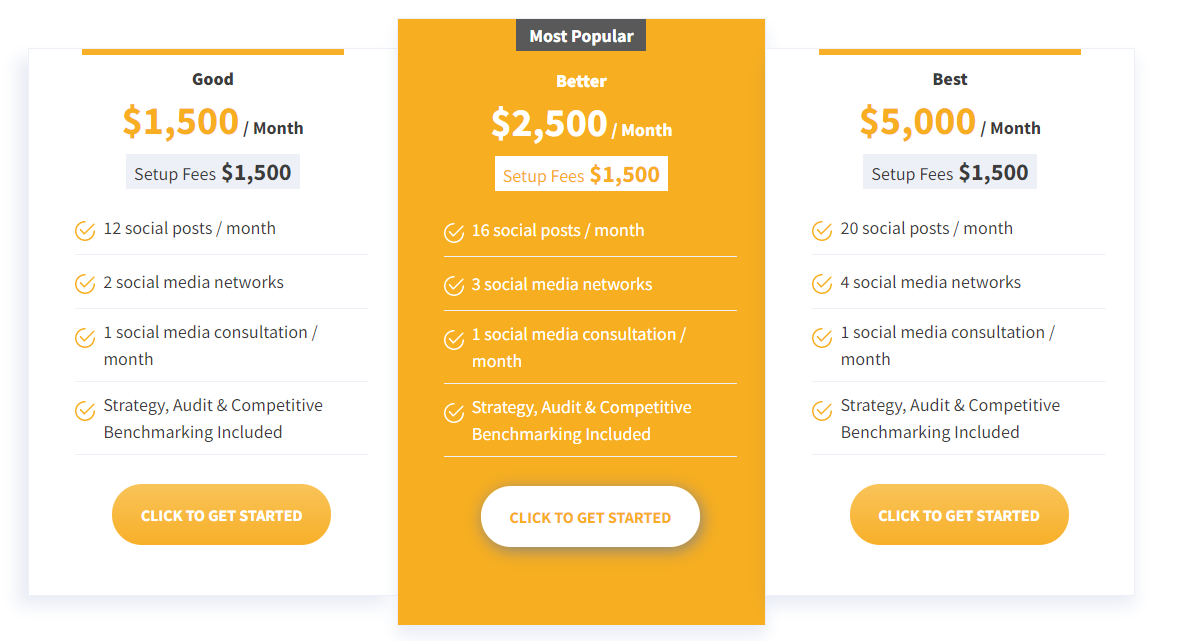 Good
$1,500 / Month
Setup Fees $1,500
12 social posts / month
2 social media networks
1 social media consultation /
month
Strategy, Audit & Competitive
Benchmarking Included
CLICK TO GET STARTED
Most Popular
Better
$2,500 / Month
Setup Fees $1,500
16 social posts / month
3 social media networks
1 social media consultation /
month
Strategy, Audit & Competitive
Benchmarking Included
CLICK TO GET STARTED
Best
$5,000 / Month
Setup Fees $1,500
20 social posts / month
4 social media networks
1 social media consultation /
month
Strategy, Audit & Competitive
Benchmarking Included
CLICK TO GET STARTED